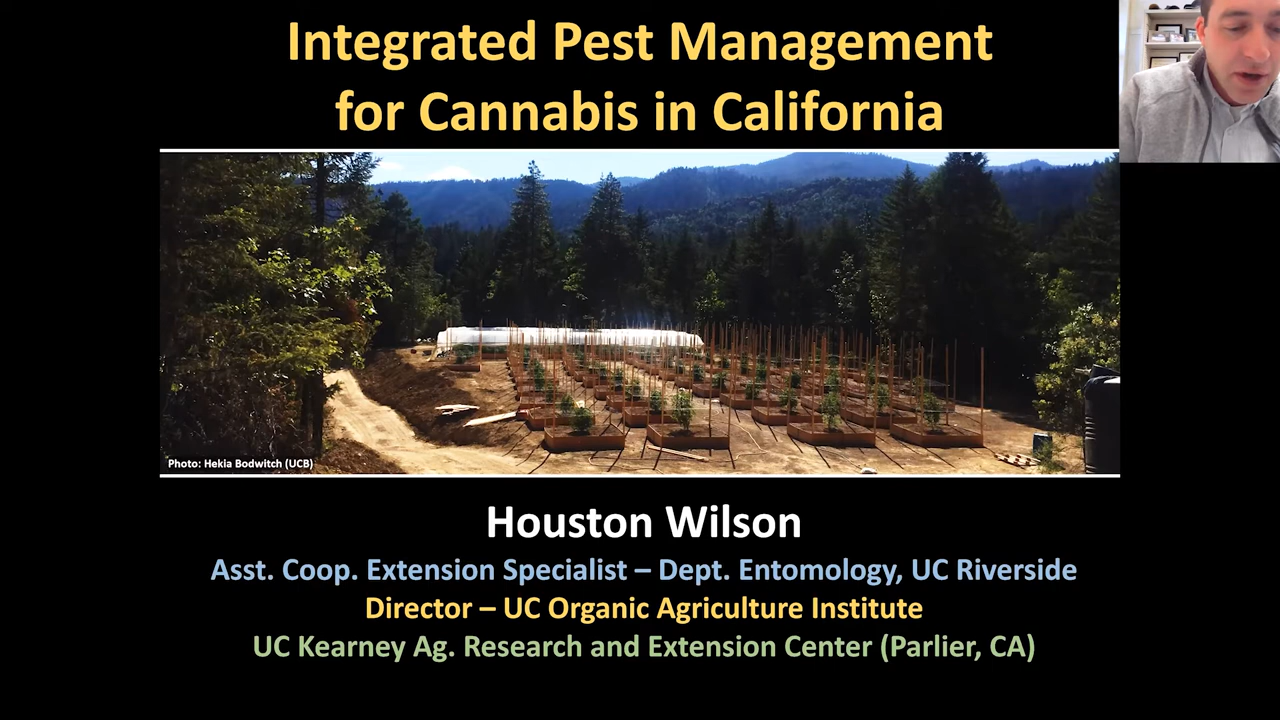 Integrated Pest Management
for Cannabis in California
Photo: Hekia Bodwitch (UCB)
Houston Wilson
Asst. Coop. Extension Specialist – Dept. Entomology, UC Riverside
Director – UC Organic Agriculture Institute
UC Kearney Ag. Research and Extension Center (Parlier, CA)